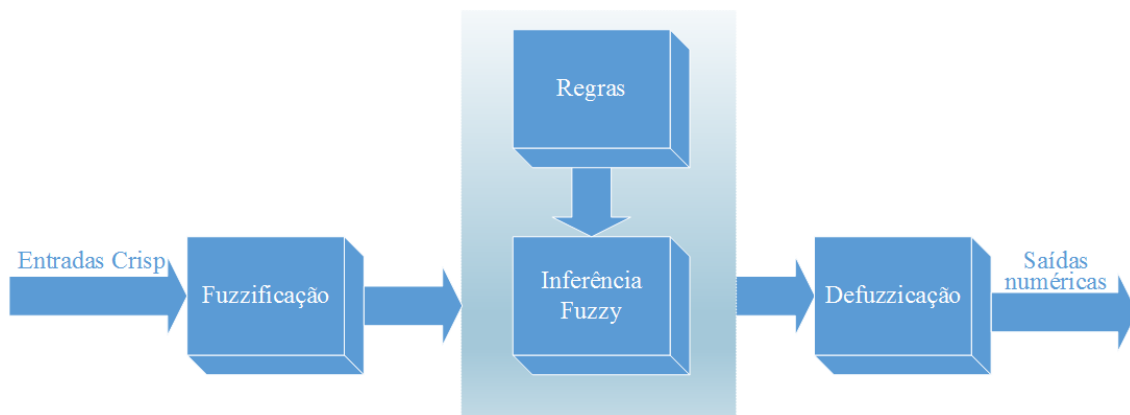 Regras
Entradas Crisp
Fuzzificação
Inferência
Fuzzy
Defuzzicação
Saídas
numéricas